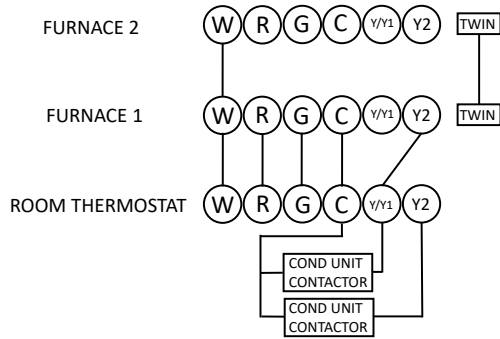 FURNACE 2 W R G C Y/Y1 Y2 TWIN
FURNACE 1 W R G C Y/Y1 Y2 TWIN
ROOM THERMOSTAT W R G C Y/Y1 Y2
COND UNIT
CONTACTOR
COND UNIT
CONTACTOR